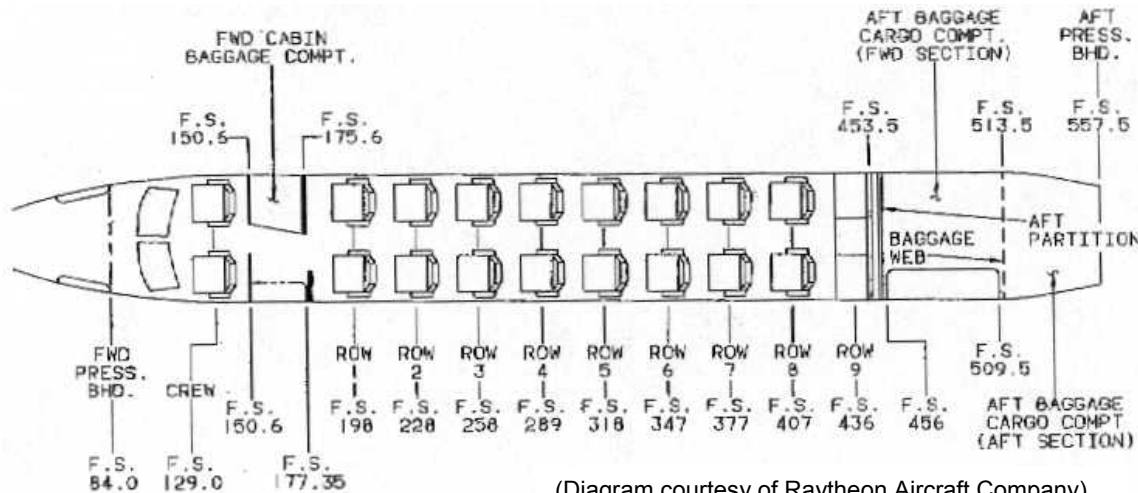 FWD CABIN
BAGGAGE COMPT.
AFT BAGGAGE
CARGO COMPT.
(FWD SECTION)
AFT
PRESS.
BHD.
F.S.
150.6
F.S.
175.6
F.S.
453.5
F.S.
513.5
F.S.
557.5
AFT
PARTITION
BAGGAGE
WEB
FWD
PRESS.
BHD.
CREW
ROW
1
ROW
2
ROW
3
ROW
4
ROW
5
ROW
6
ROW
7
ROW
8
ROW
9
F.S.
509.5
F.S.
150.6
F.S.
198
F.S.
228
F.S.
258
F.S.
289
F.S.
318
F.S.
347
F.S.
377
F.S.
407
F.S.
436
F.S.
456
AFT BAGGAGE
CARGO COMPT
(AFT SECTION)
F.S.
84.0
F.S.
129.0
F.S.
177.35
(Diagram courtesy of Raytheon Aircraft Company)